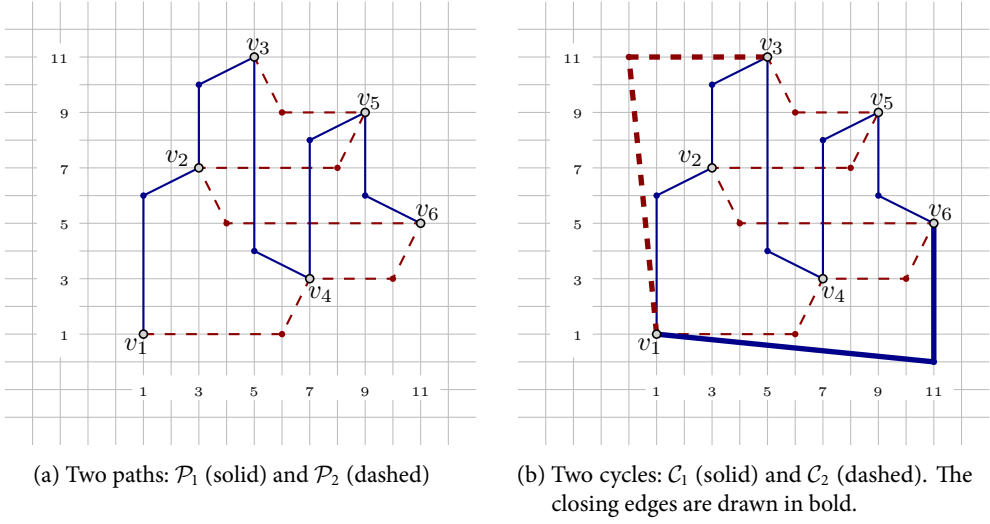 11
9
7
5
3
1
1 3 5 7 9 11
v1
v2
v3
v4
v5
v6
(a) Two paths: P1 (solid) and P2 (dashed)
11
9
7
5
3
1
1 3 5 7 9 11
v1
v2
v3
v4
v5
v6
(b) Two cycles: C1 (solid) and C2 (dashed). The
closing edges are drawn in bold.